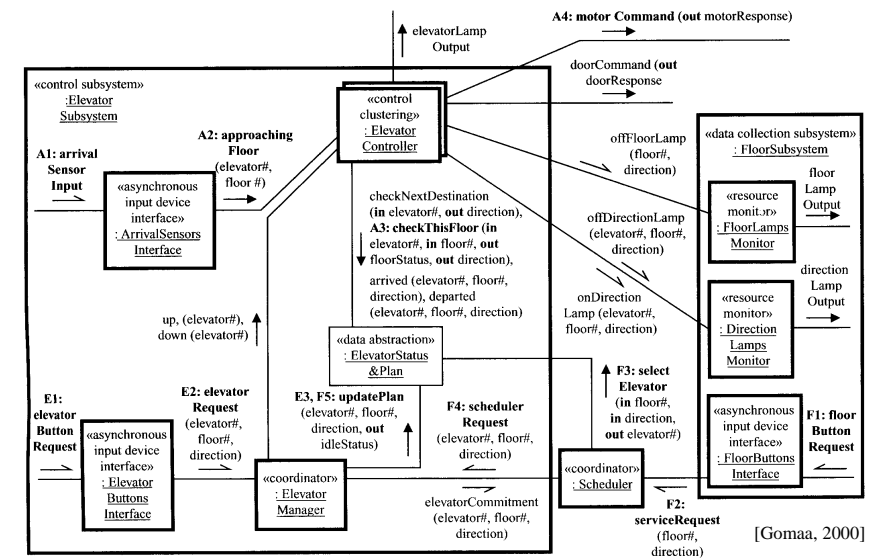 A4: motor Command (out motorResponse)
elevatorLamp
Output
doorCommand (out
doorResponse
«control subsystem»
:Elevator
Subsystem
«control
clustering»
: Elevator
Controller
A2: approaching
Floor
(elevator#,
floor #)
A1: arrival
Sensor
Input
«asynchronous
input device
interface»
:ArrivalSensors
Interface
offFloorLamp
(floor#,
direction)
«data collection subsystem»
: FloorSubsystem
floor
Lamp
Output
«resource
monitor»
: FloorLamps
Monitor
checkNextDestination
(in elevator#, out direction),
A3: checkThisFloor (in
elevator#, in floor#, out
floorStatus, out direction),
arrived (elevator#, floor#,
direction), departed
(elevator#, floor#, direction)
offDirectionLamp
(elevator#, floor#,
direction)
onDirection
Lamp (elevator#,
floor#, direction)
direction
Lamp
Output
«resource
monitor»
: Direction
Lamps
Monitor
up, (elevator#),
down (elevator#)
«data abstraction»
: ElevatorStatus
&Plan
E1:
elevator
Button
Request
E2: elevator
Request
(elevator#,
floor#,
direction)
E3, F5: updatePlan
(elevator#, floor#,
direction, out
idleStatus)
F4: scheduler
Request
(elevator#, floor#,
direction)
F3: select
Elevator
(in floor#,
in direction,
out elevator#)
«asynchronous
input device
interface»
: FloorButtons
Interface
F1: floor
Button
Request
«asynchronous
input device
interface»
: Elevator
Buttons
Interface
«coordinator»
: Elevator
Manager
elevatorCommitment
(elevator#, floor#,
direction)
«coordinator»
: Scheduler
F2:
serviceRequest
(floor#,
direction)
[Gomaa, 2000]